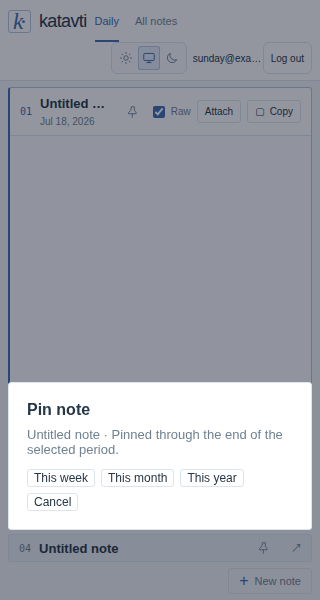 k katavti Daily All notes
sunday@exa… Log out
01 Untitled … Raw Attach Copy
Jul 18, 2026
Pin note
Untitled note · Pinned through the end of the
selected period.
This week This month This year
Cancel
04 Untitled note
+ New note